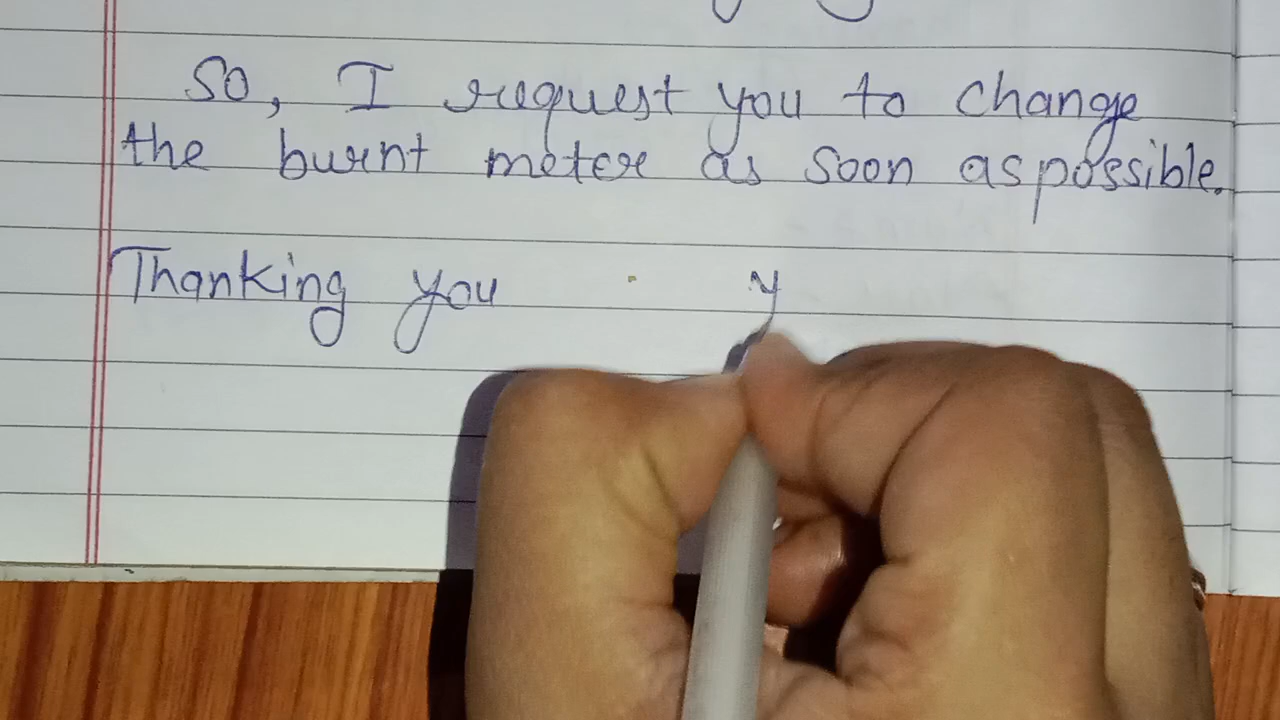 So, I request you to change
the burnt meter as soon as possible.
Thanking you y